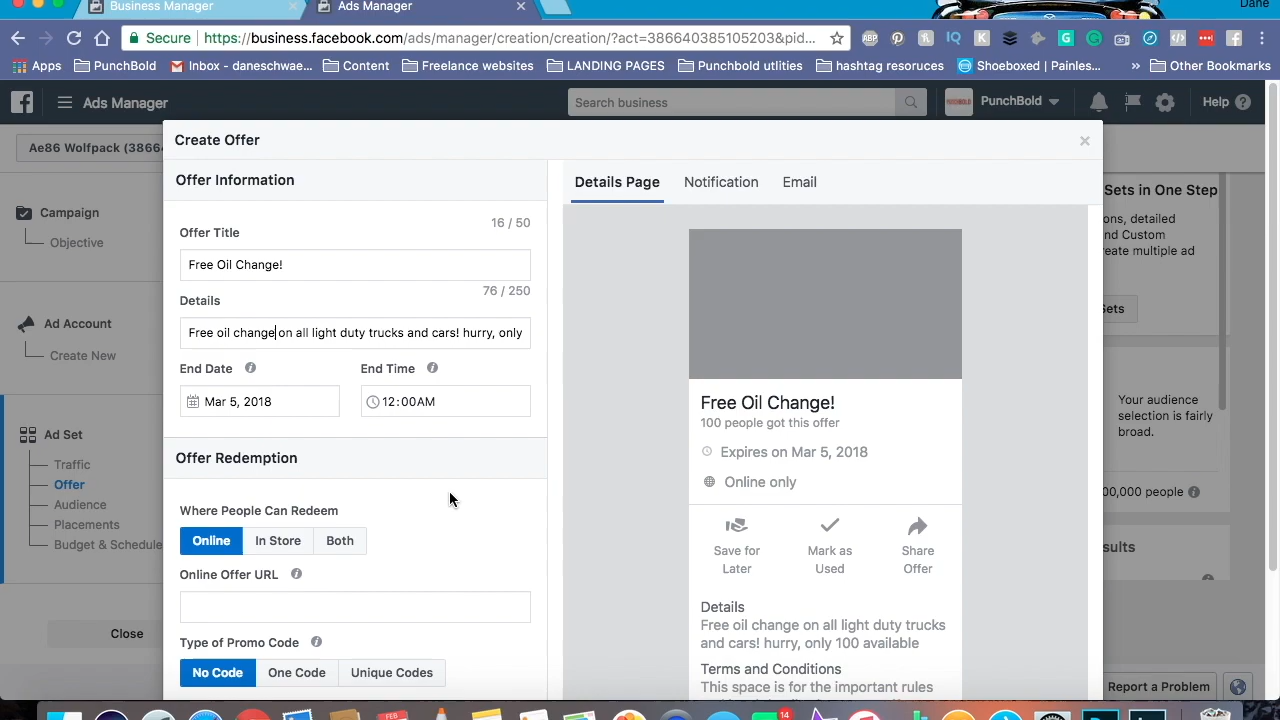 Business Manager
Ads Manager
Dane
Secure
https://business.facebook.com/ads/manager/creation/creation/?act=386640385105203&pid...
Apps
PunchBold
Inbox - daneschwae...
Content
Freelance websites
LANDING PAGES
Punchbold utlities
hashtag resoruces
Shoeboxed | Painles...
»
Other Bookmarks
Ads Manager
Search business
PunchBold
Help
Ae86 Wolfpack (3866
Create Offer
Offer Information
Details Page
Notification
Email
Sets in One Step
Campaign
Objective
16 / 50
Offer Title
Free Oil Change!
ons, detailed
nd Custom
reate multiple ad
76 / 250
Details
Free oil change on all light duty trucks and cars! hurry, only
ets
Ad Account
Create New
End Date
End Time
Mar 5, 2018
12:00AM
Your audience
selection is fairly
broad.
Free Oil Change!
100 people got this offer
Expires on Mar 5, 2018
Online only
Ad Set
Traffic
Offer
Audience
Placements
Budget & Schedule
Offer Redemption
00,000 people
Where People Can Redeem
Online
In Store
Both
Save for
Later
Mark as
Used
Share
Offer
sults
Online Offer URL
Details
Free oil change on all light duty trucks
and cars! hurry, only 100 available
Close
Type of Promo Code
No Code
One Code
Unique Codes
Terms and Conditions
This space is for the important rules
Report a Problem
FEB
14